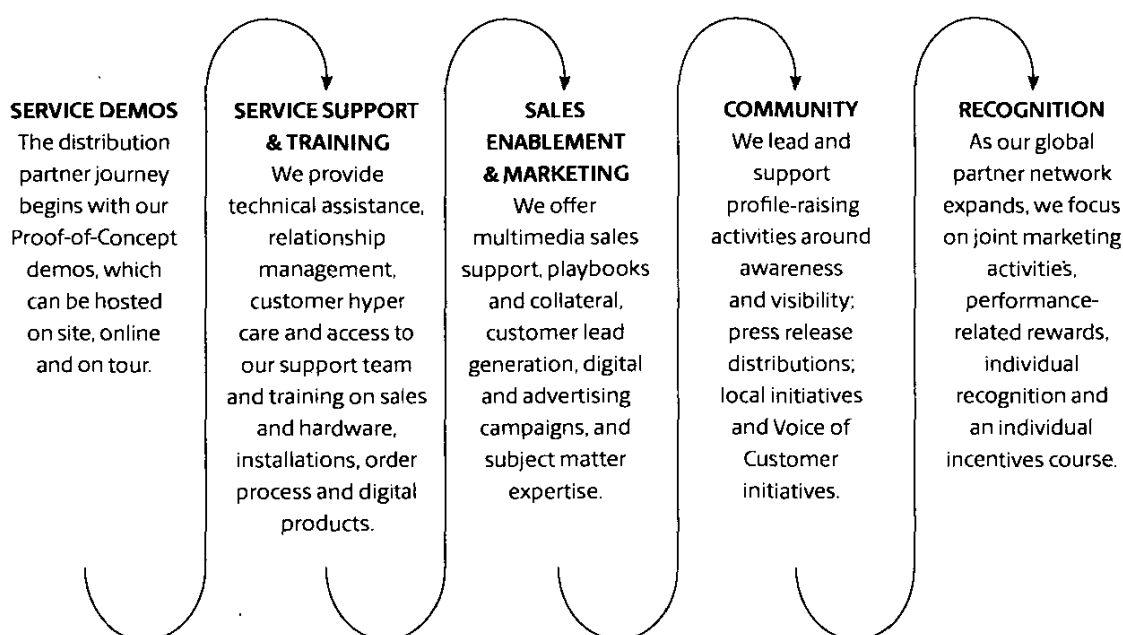 SERVICE DEMOS
The distribution
partner journey
begins with our
Proof-of-Concept
demos, which
can be hosted
on site, online
and on tour.
SERVICE SUPPORT
& TRAINING
We provide
technical assistance,
relationship
management,
customer hyper
care and access to
our support team
and training on sales
and hardware,
installations, order
process and digital
products.
SALES
ENABLEMENT
& MARKETING
We offer
multimedia sales
support, playbooks
and collateral,
customer lead
generation, digital
and advertising
campaigns, and
subject matter
expertise.
COMMUNITY
We lead and
support
profile-raising
activities around
awareness
and visibility;
press release
distributions;
local initiatives
and Voice of
Customer
initiatives.
RECOGNITION
As our global
partner network
expands, we focus
on joint marketing
activities,
performance-
related rewards,
individual
recognition and
an individual
incentives course.